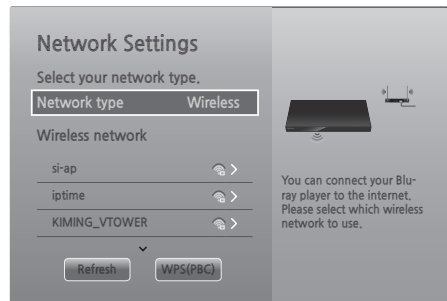 Network Settings
Select your network type.
Network type Wireless
Wireless network
si-ap
iptime
KIMING_VTOWER
Refresh WPS(PBC)
You can connect your Blu-
ray player to the internet.
Please select which wireless
network to use.